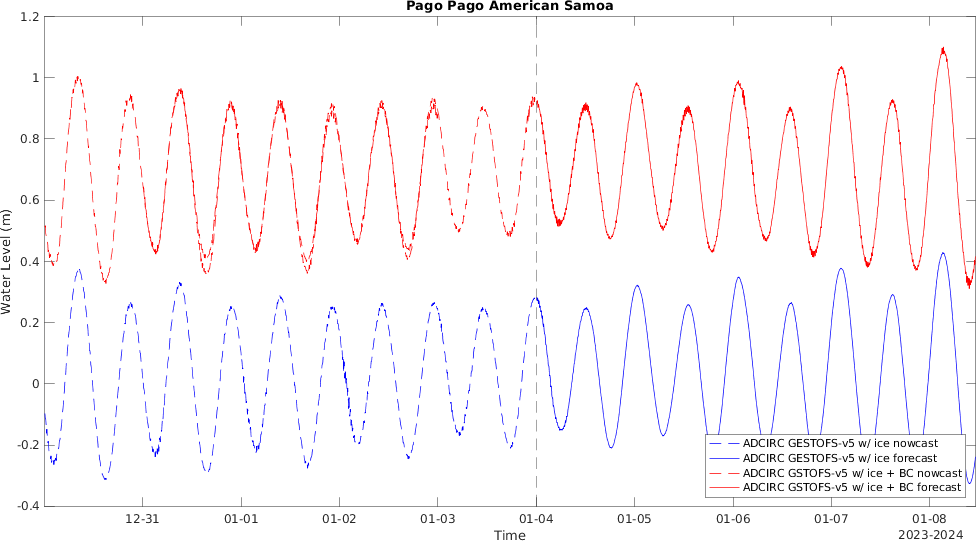 Pago Pago American Samoa
Water Level (m)
1.2
1
0.8
0.6
0.4
0.2
0
-0.2
-0.4
ADCIRC GESTOFS-v5 w/ ice nowcast
ADCIRC GESTOFS-v5 w/ ice forecast
ADCIRC GSTOFS-v5 w/ ice + BC nowcast
ADCIRC GSTOFS-v5 w/ ice + BC forecast
12-31 01-01 01-02 01-03 01-04 01-05 01-06 01-07 01-08
Time
2023-2024